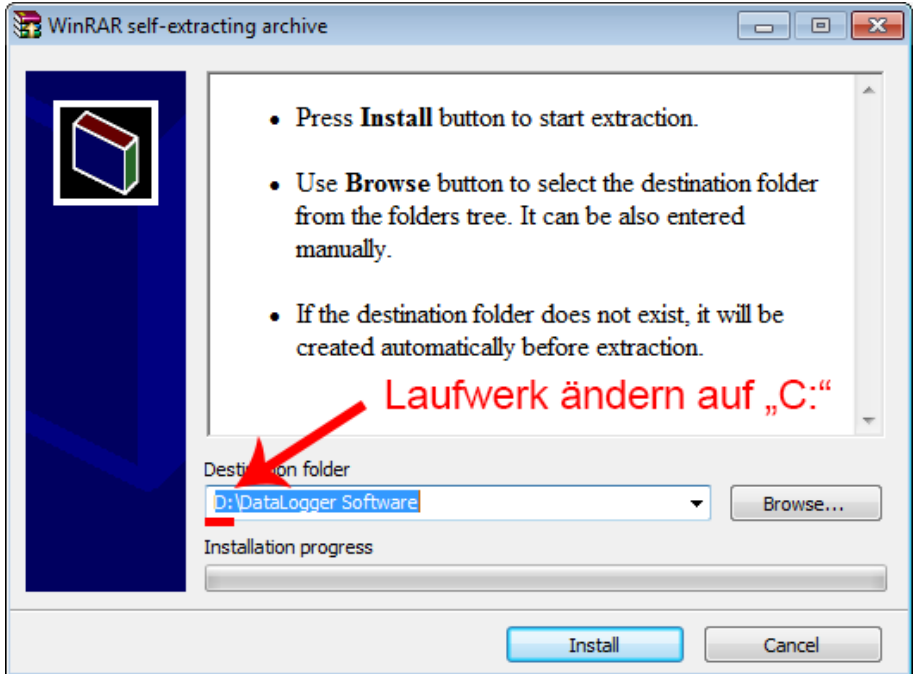 WinRAR self-extracting archive
• Press Install button to start extraction.
• Use Browse button to select the destination folder
from the folders tree. It can be also entered
manually.
• If the destination folder does not exist, it will be
created automatically before extraction.
Laufwerk ändern auf „C:“
Destination folder
D:\DataLogger Software
Browse...
Installation progress
Install
Cancel